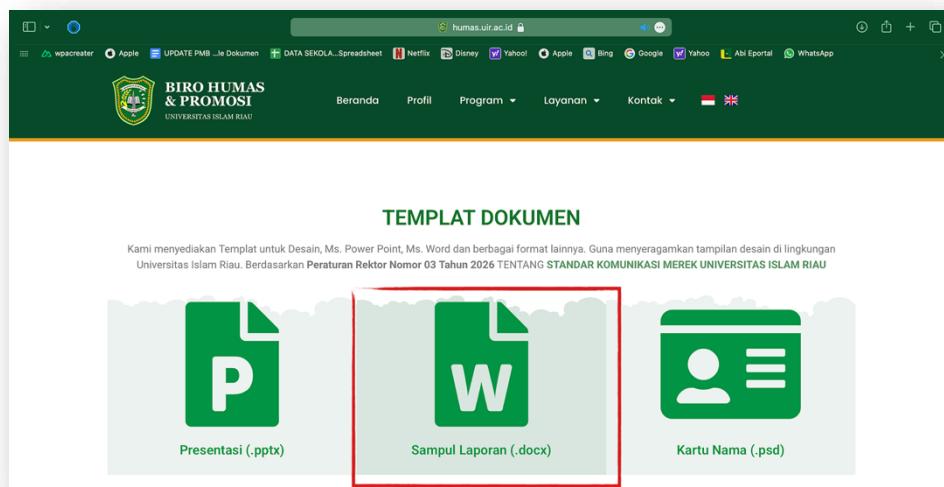 humas.uir.ac.id
wpacreater Apple UPDATE PMB ...le Dokumen DATA SEKOLA...Spreadsheet Netflix Disney Yahoo! Apple Bing Google Yahoo Abi Eportal WhatsApp
BIRO HUMAS
& PROMOSI
UNIVERSITAS ISLAM RIAU
Beranda Profil Program Layanan Kontak
TEMPLAT DOKUMEN
Kami menyediakan Templat untuk Desain, Ms. Power Point, Ms. Word dan berbagai format lainnya. Guna menyeragamkan tampilan desain di lingkungan
Universitas Islam Riau. Berdasarkan Peraturan Rektor Nomor 03 Tahun 2026 TENTANG STANDAR KOMUNIKASI MEREK UNIVERSITAS ISLAM RIAU
P W
Presentasi (.pptx) Sampul Laporan (.docx) Kartu Nama (.psd)